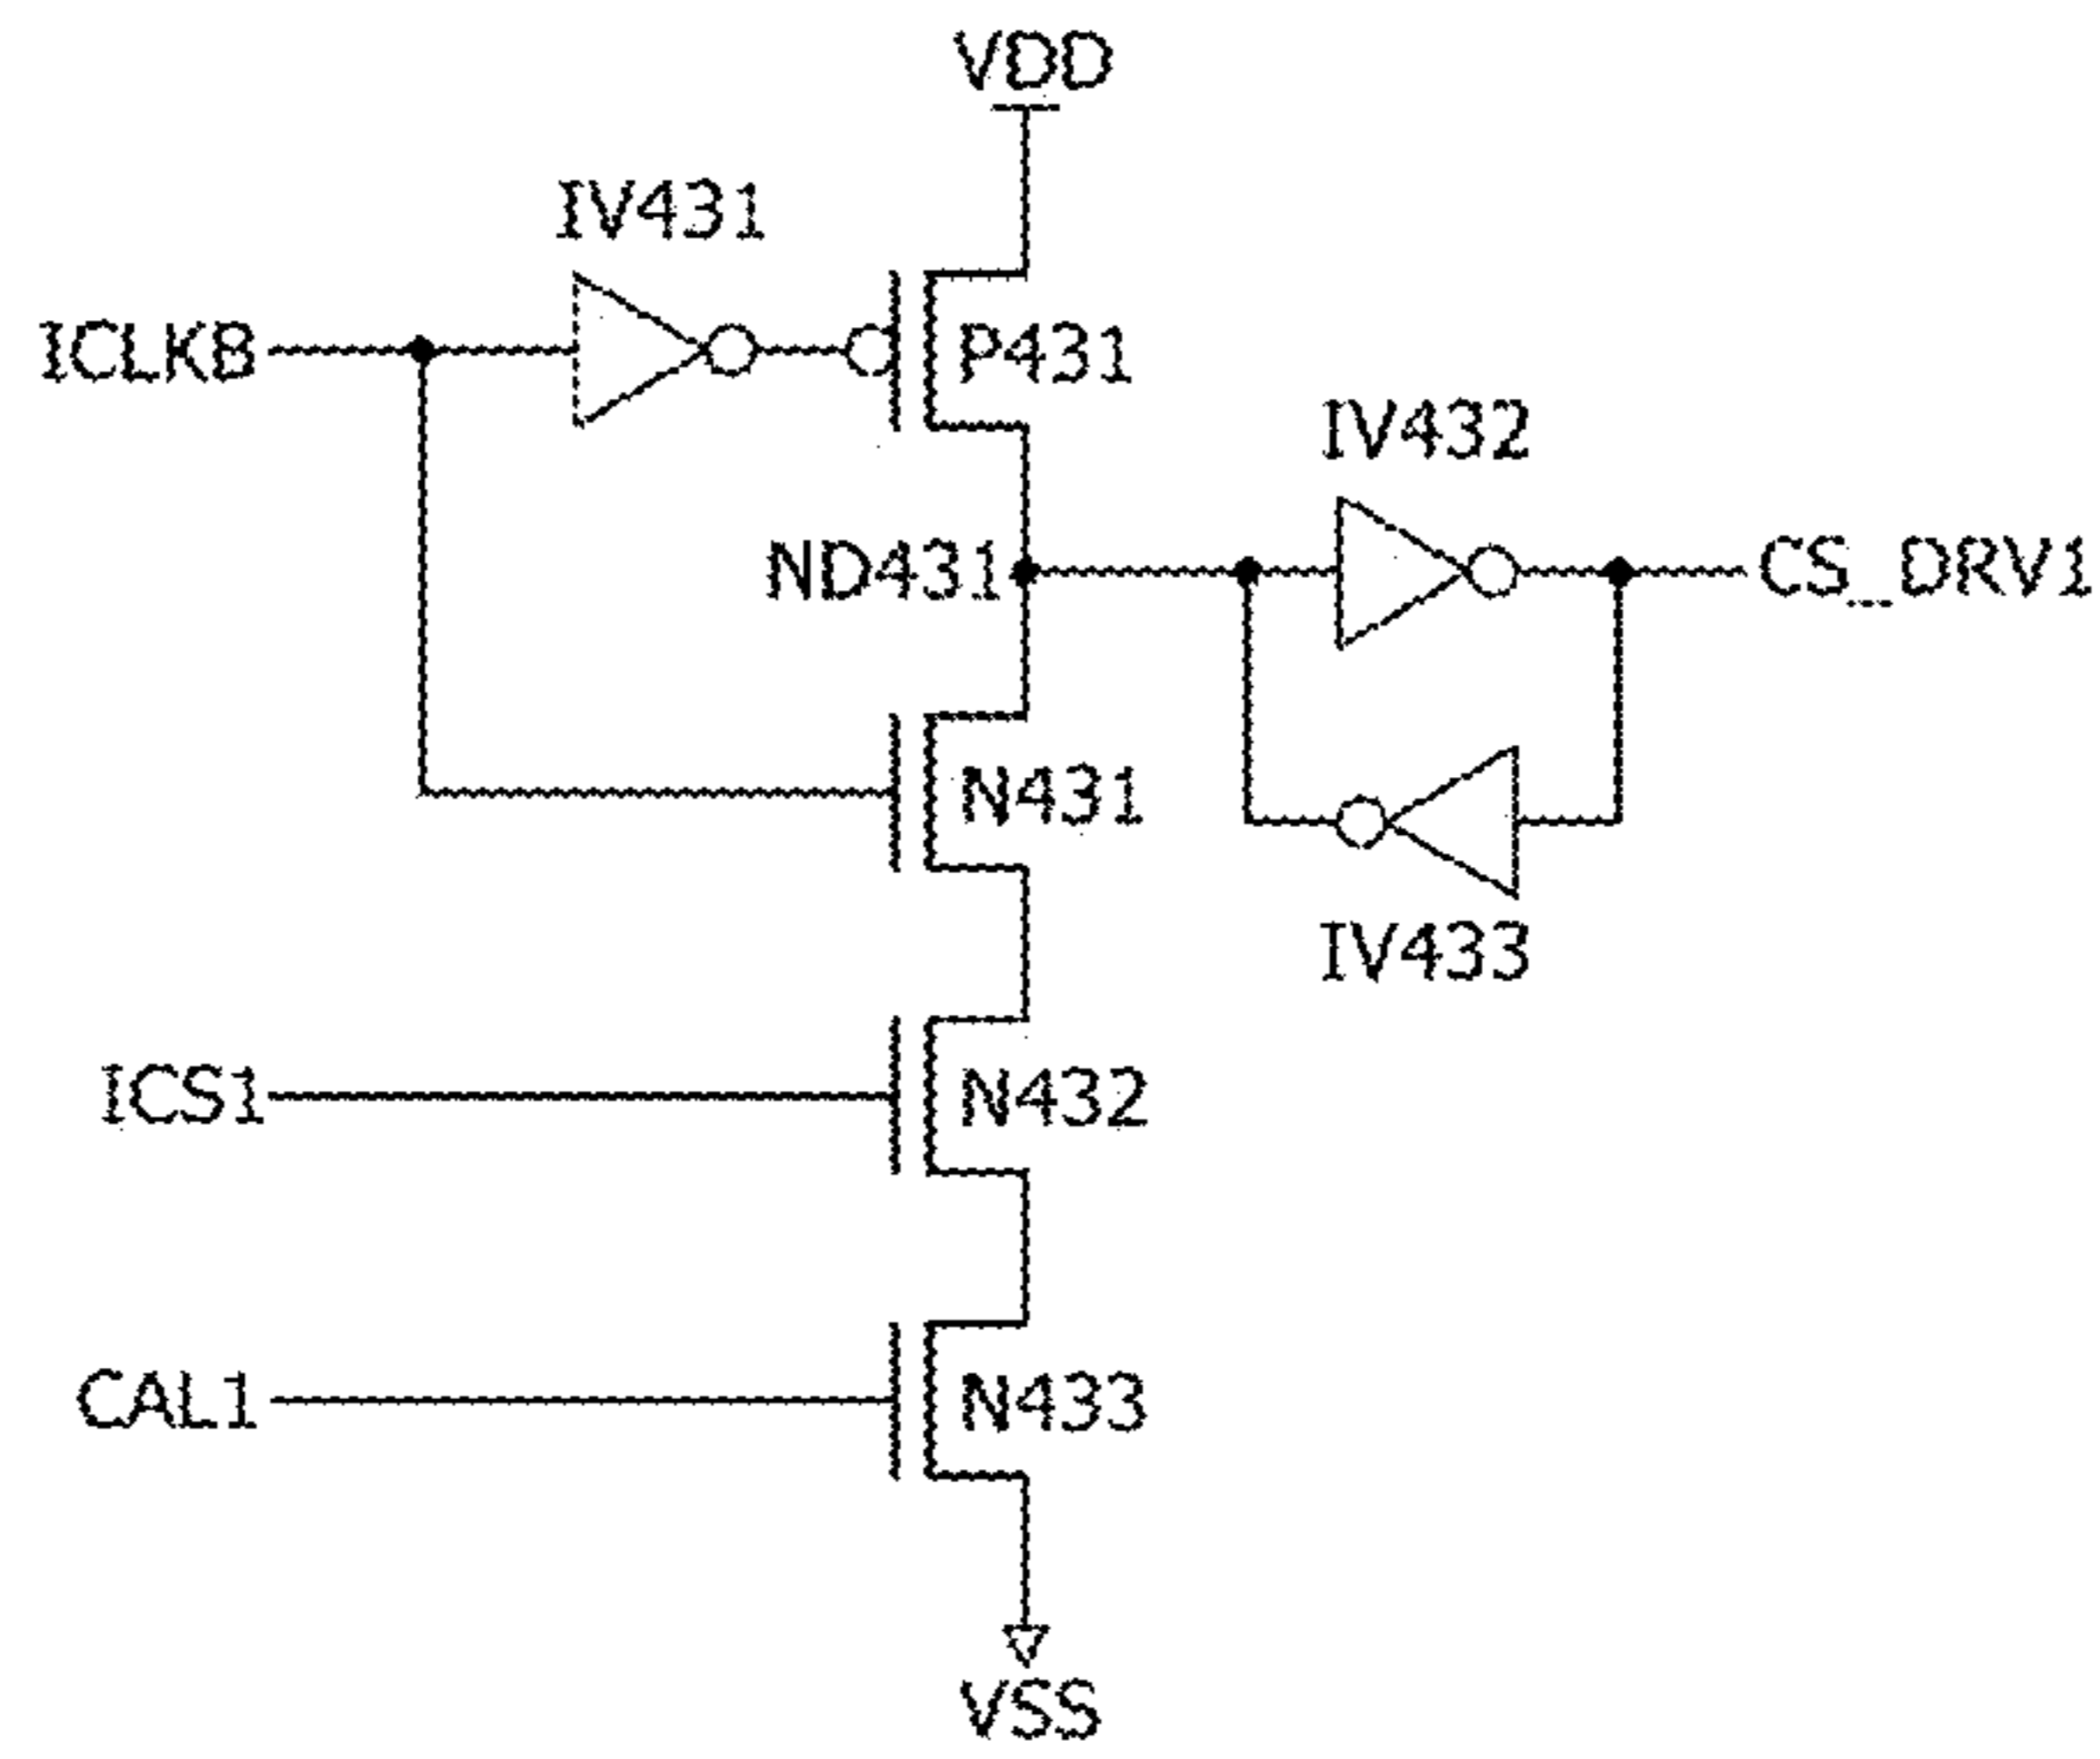 VDD
IV431
ICLKB
P431
IV432
ND431
CS_DRV1
N431
IV433
ICS1
N432
CAL1
N433
VSS